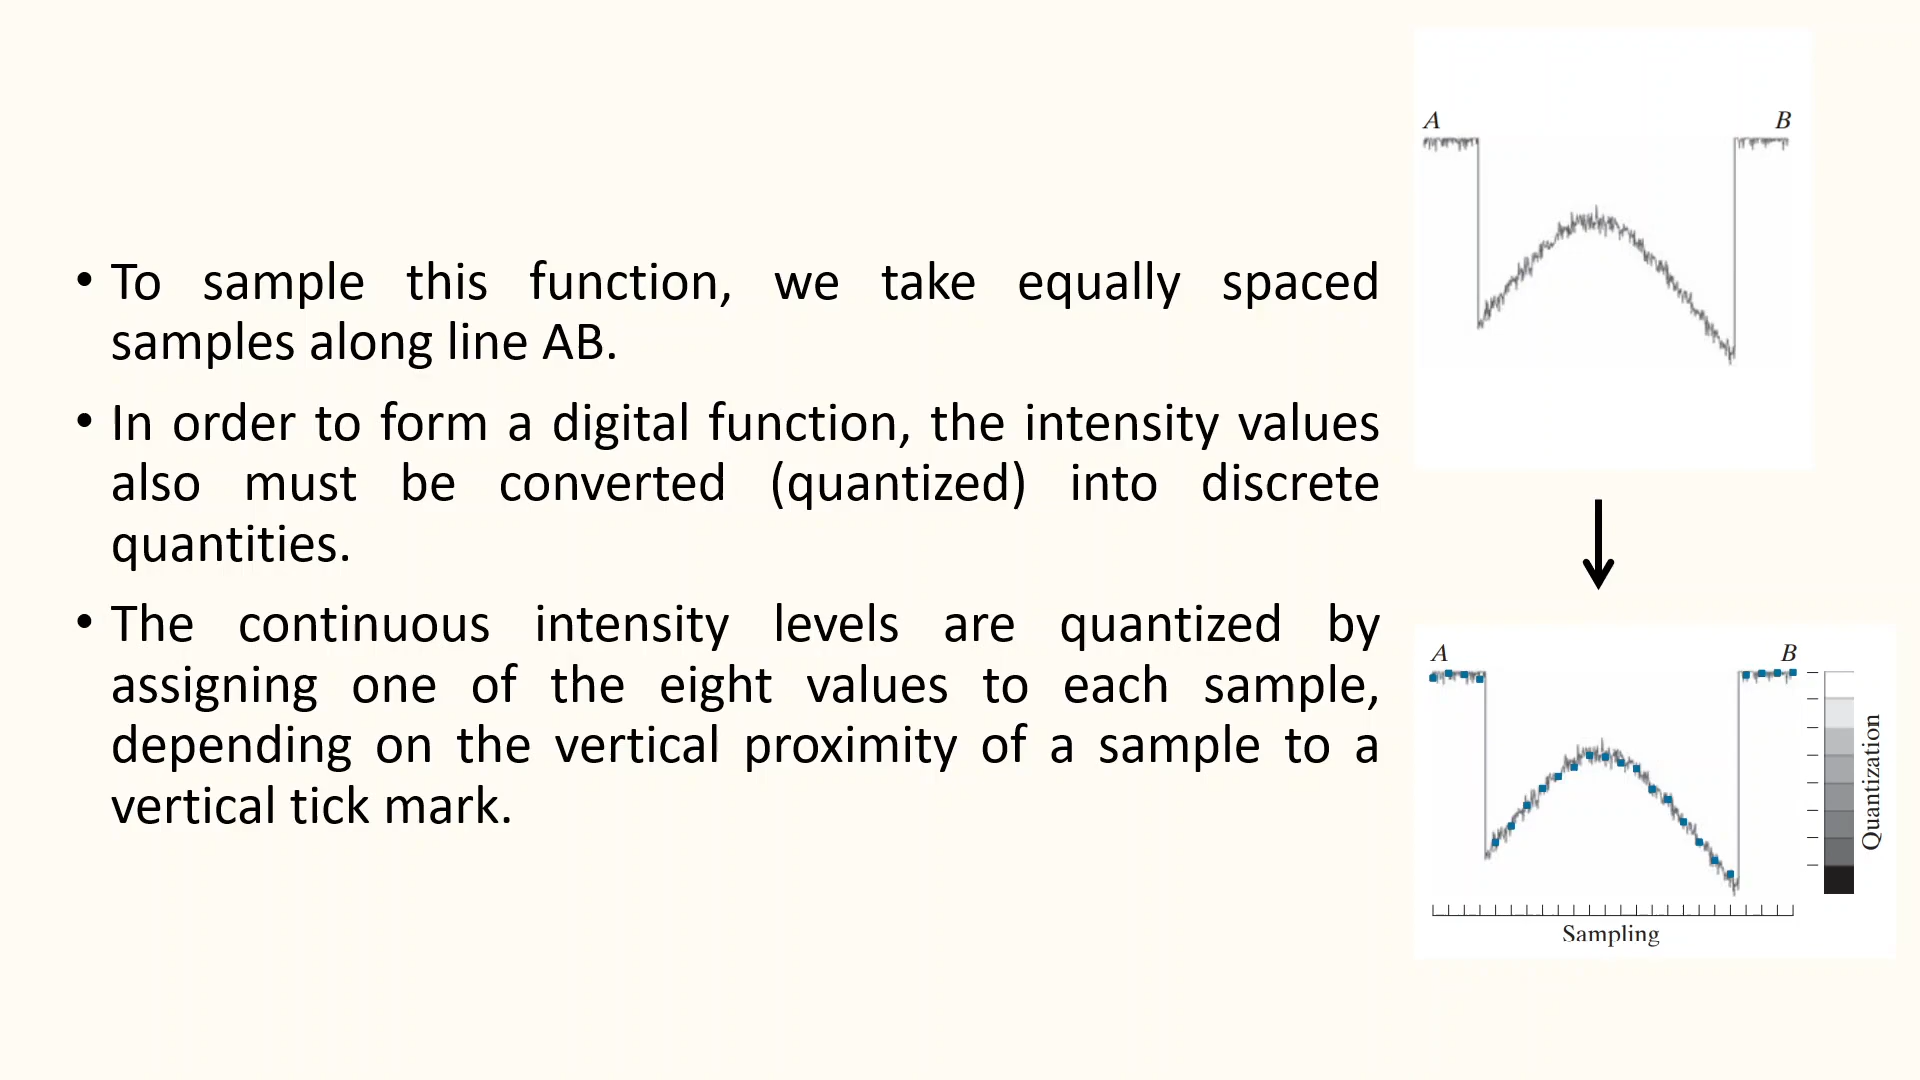 • To sample this function, we take equally spaced
samples along line AB.
• In order to form a digital function, the intensity values
also must be converted (quantized) into discrete
quantities.
• The continuous intensity levels are quantized by
assigning one of the eight values to each sample,
depending on the vertical proximity of a sample to a
vertical tick mark.
A B
A B
Quantization
Sampling